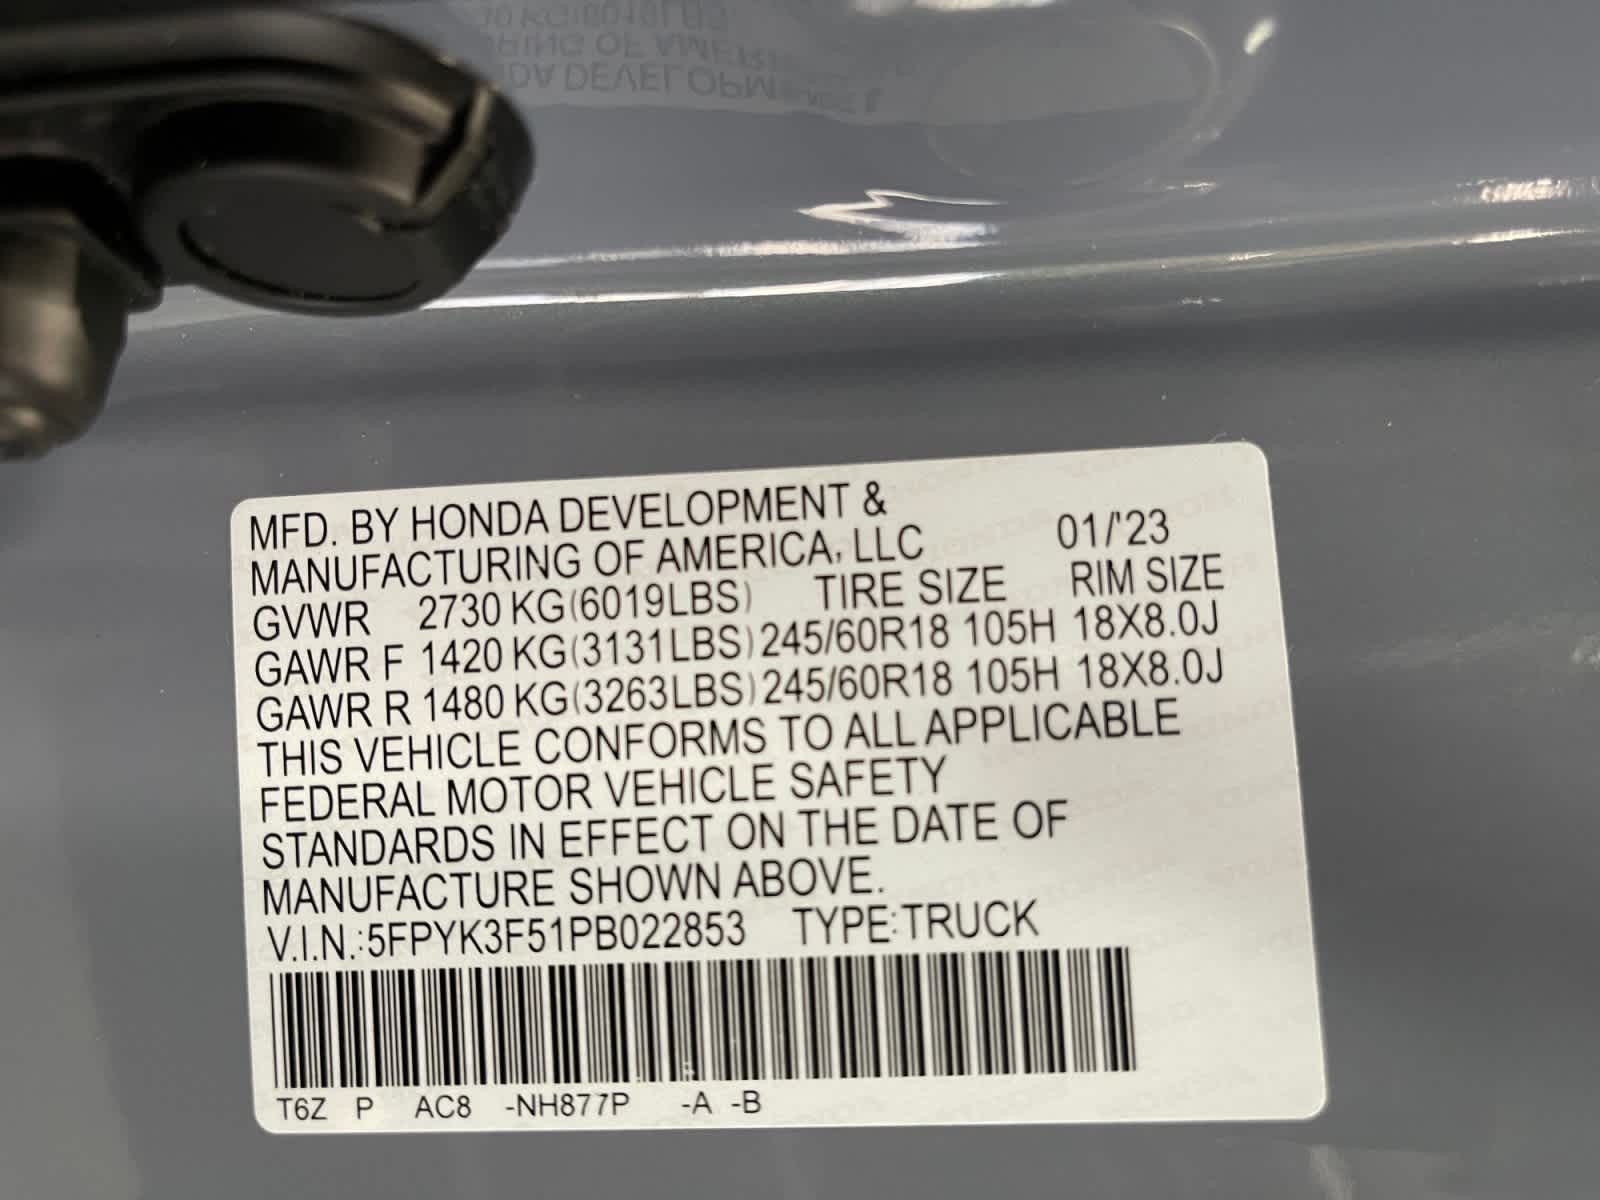 MFD. BY HONDA DEVELOPMENT &
MANUFACTURING OF AMERICA, LLC 01/'23
GVWR 2730 KG(6019LBS) TIRE SIZE RIM SIZE
GAWR F 1420 KG(3131LBS) 245/60R18 105H 18X8.0J
GAWR R 1480 KG(3263LBS) 245/60R18 105H 18X8.0J
THIS VEHICLE CONFORMS TO ALL APPLICABLE
FEDERAL MOTOR VEHICLE SAFETY
STANDARDS IN EFFECT ON THE DATE OF
MANUFACTURE SHOWN ABOVE.
V.I.N.:5FPYK3F51PB022853 TYPE:TRUCK
T6Z P AC8 -NH877P -A -B